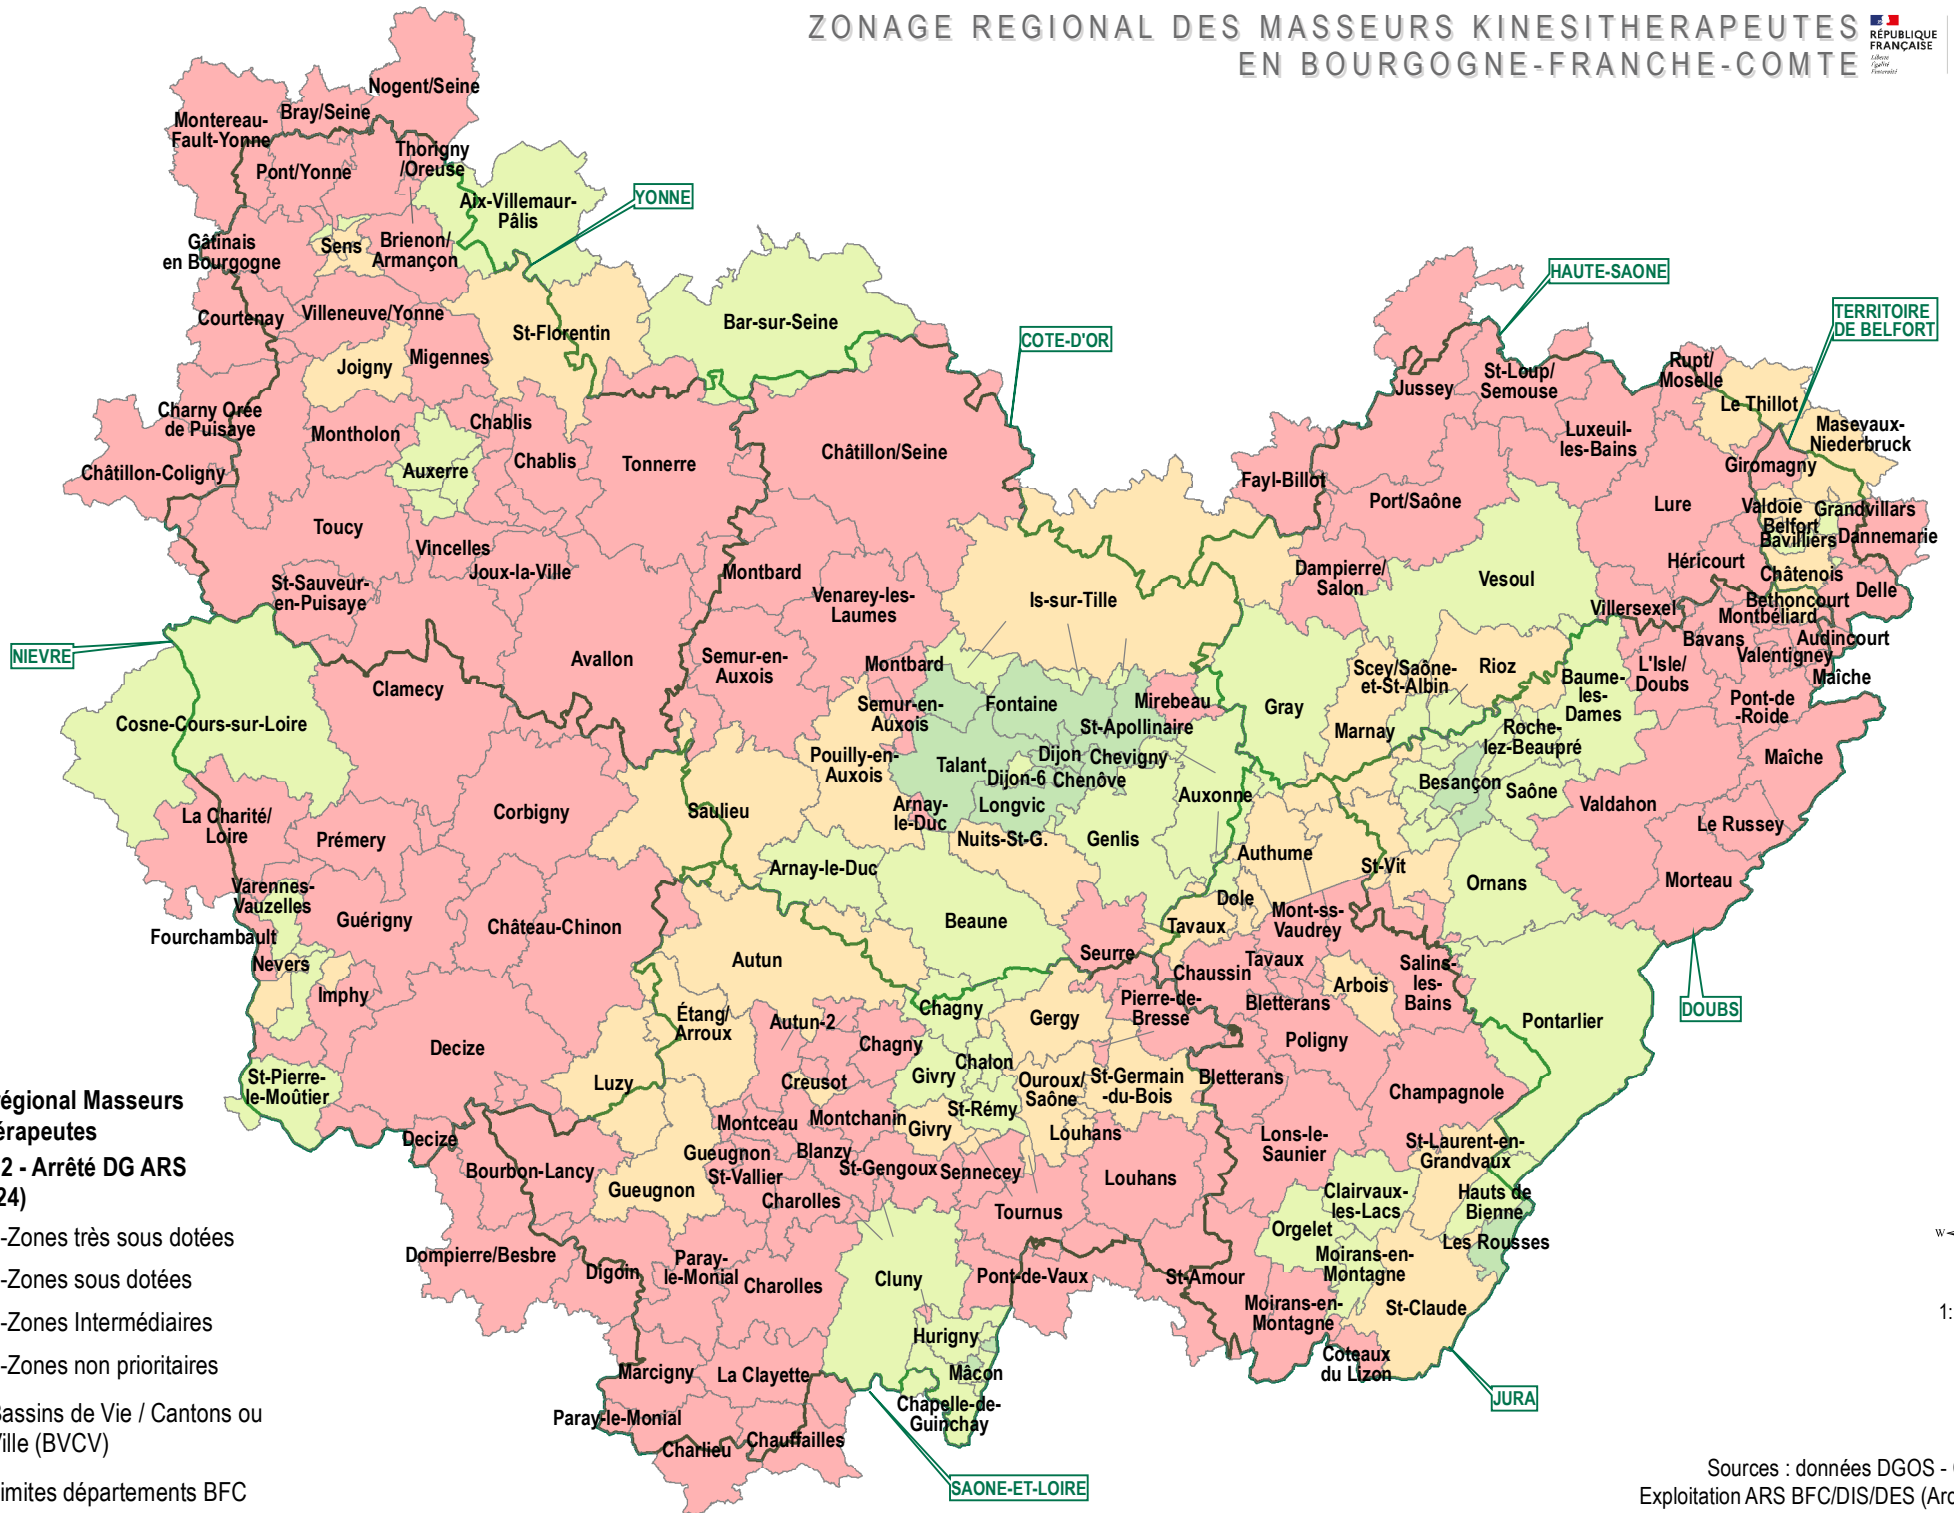 ZONAGE REGIONAL DES MASSEURS KINESITHERAPEUTES
EN BOURGOGNE-FRANCHE-COMTE
RÉPUBLIQUE
FRANÇAISE
Liberté
Égalité
Fraternité
Nogent/Seine
Bray/Seine
Montereau-
Fault-Yonne
Thorigny
/Oreuse
Pont/Yonne
Aix-Villemaur-
Pâlis
YONNE
Gâtinais
en Bourgogne
Sens
Brienon/
Armançon
HAUTE-SAONE
Courtenay
Villeneuve/Yonne
St-Florentin
Bar-sur-Seine
COTE-D'OR
TERRITOIRE
DE BELFORT
Joigny
Migennes
Jussey
St-Loup/
Semouse
Rupt/
Moselle
Le Thillot
Charny Orée
de Puisaye
Montholon
Chablis
Chablis
Auxerre
Tonnerre
Châtillon/Seine
Luxeuil-
les-Bains
Masevaux-
Niederbruck
Châtillon-Coligny
Giromagny
Fayl-Billot
Port/Saône
Lure
Valdoie
Grandvillars
Belfort
Bavilliers
Dannemarie
Toucy
Vincelles
Joux-la-Ville
Montbard
Venarey-les-
Laumes
Is-sur-Tille
Dampierre/
Salon
Vesoul
Héricourt
Châtenois
Delle
St-Sauveur-
en-Puisaye
Villersexel
Bethoncourt
Montbéliard
Bavans
Audincourt
Valentigney
NIEVRE
Avallon
Semur-en-
Auxois
Montbard
Clamecy
Scey/Saône-
et-St-Albin
Rioz
Baume-
les-
Dames
L'Isle/
Doubs
Maîche
Pont-de
-Roide
Cosne-Cours-sur-Loire
Semur-en-
Auxois
Fontaine
Mirebeau
St-Apollinaire
Gray
Marnay
Roche-
lez-Beaupré
Pouilly-en-
Auxois
Talant
Dijon
Chevigny
Dijon-6
Chenôve
Maîche
Besançon
Saône
Valdahon
La Charité/
Loire
Prémery
Corbigny
Saulieu
Arnay-
le-Duc
Longvic
Auxonne
Le Russey
Nuits-St-G.
Genlis
Authume
St-Vit
Arnay-le-Duc
Ornans
Morteau
Varennes-
Vauzelles
Guérigny
Château-Chinon
Beaune
Dole
Mont-ss-
Vaudrey
Tavaux
Fourchambault
Nevers
Imphy
Autun
Seurre
Chaussin
Tavaux
Salins-
les-
Bains
Arbois
DOUBS
Étang/
Arroux
Autun-2
Chagny
Chagny
Gergy
Pierre-de-
Bresse
Bletterans
Poligny
Pontarlier
Decize
Chalon
Givry
St-Pierre-
le-Moûtier
Luzy
Creusot
Ouroux/
Saône
St-Germain
-du-Bois
Bletterans
Champagnole
égional Masseurs
érapeutes
2 - Arrêté DG ARS
24)
Montceau
Montchanin
St-Rémy
Givry
Louhans
Decize
Gueugnon
Blanzy
Lons-le-
Saunier
St-Laurent-en-
Grandvaux
Bourbon-Lancy
Gueugnon
St-Vallier
St-Gengoux
Sennecey
Louhans
Charolles
Clairvaux-
les-Lacs
Hauts de
Bienne
Tournus
Orgelet
-Zones très sous dotées
Dompierre/Besbre
Les Rousses
W
-Zones sous dotées
Digoin
Paray-
le-Monial
Charolles
Cluny
Pont-de-Vaux
St-Amour
Moirans-en-
Montagne
-Zones Intermédiaires
Moirans-en-
Montagne
St-Claude
1:
Hurigny
-Zones non prioritaires
Marcigny
La Clayette
Mâcon
Coteaux
du Lizon
JURA
Bassins de Vie / Cantons ou
Ville (BVCV)
Paray-le-Monial
Chapelle-de-
Guinchay
Charlieu
Chauffailles
imites départements BFC
SAONE-ET-LOIRE
Sources : données DGOS -
Exploitation ARS BFC/DIS/DES (Arc